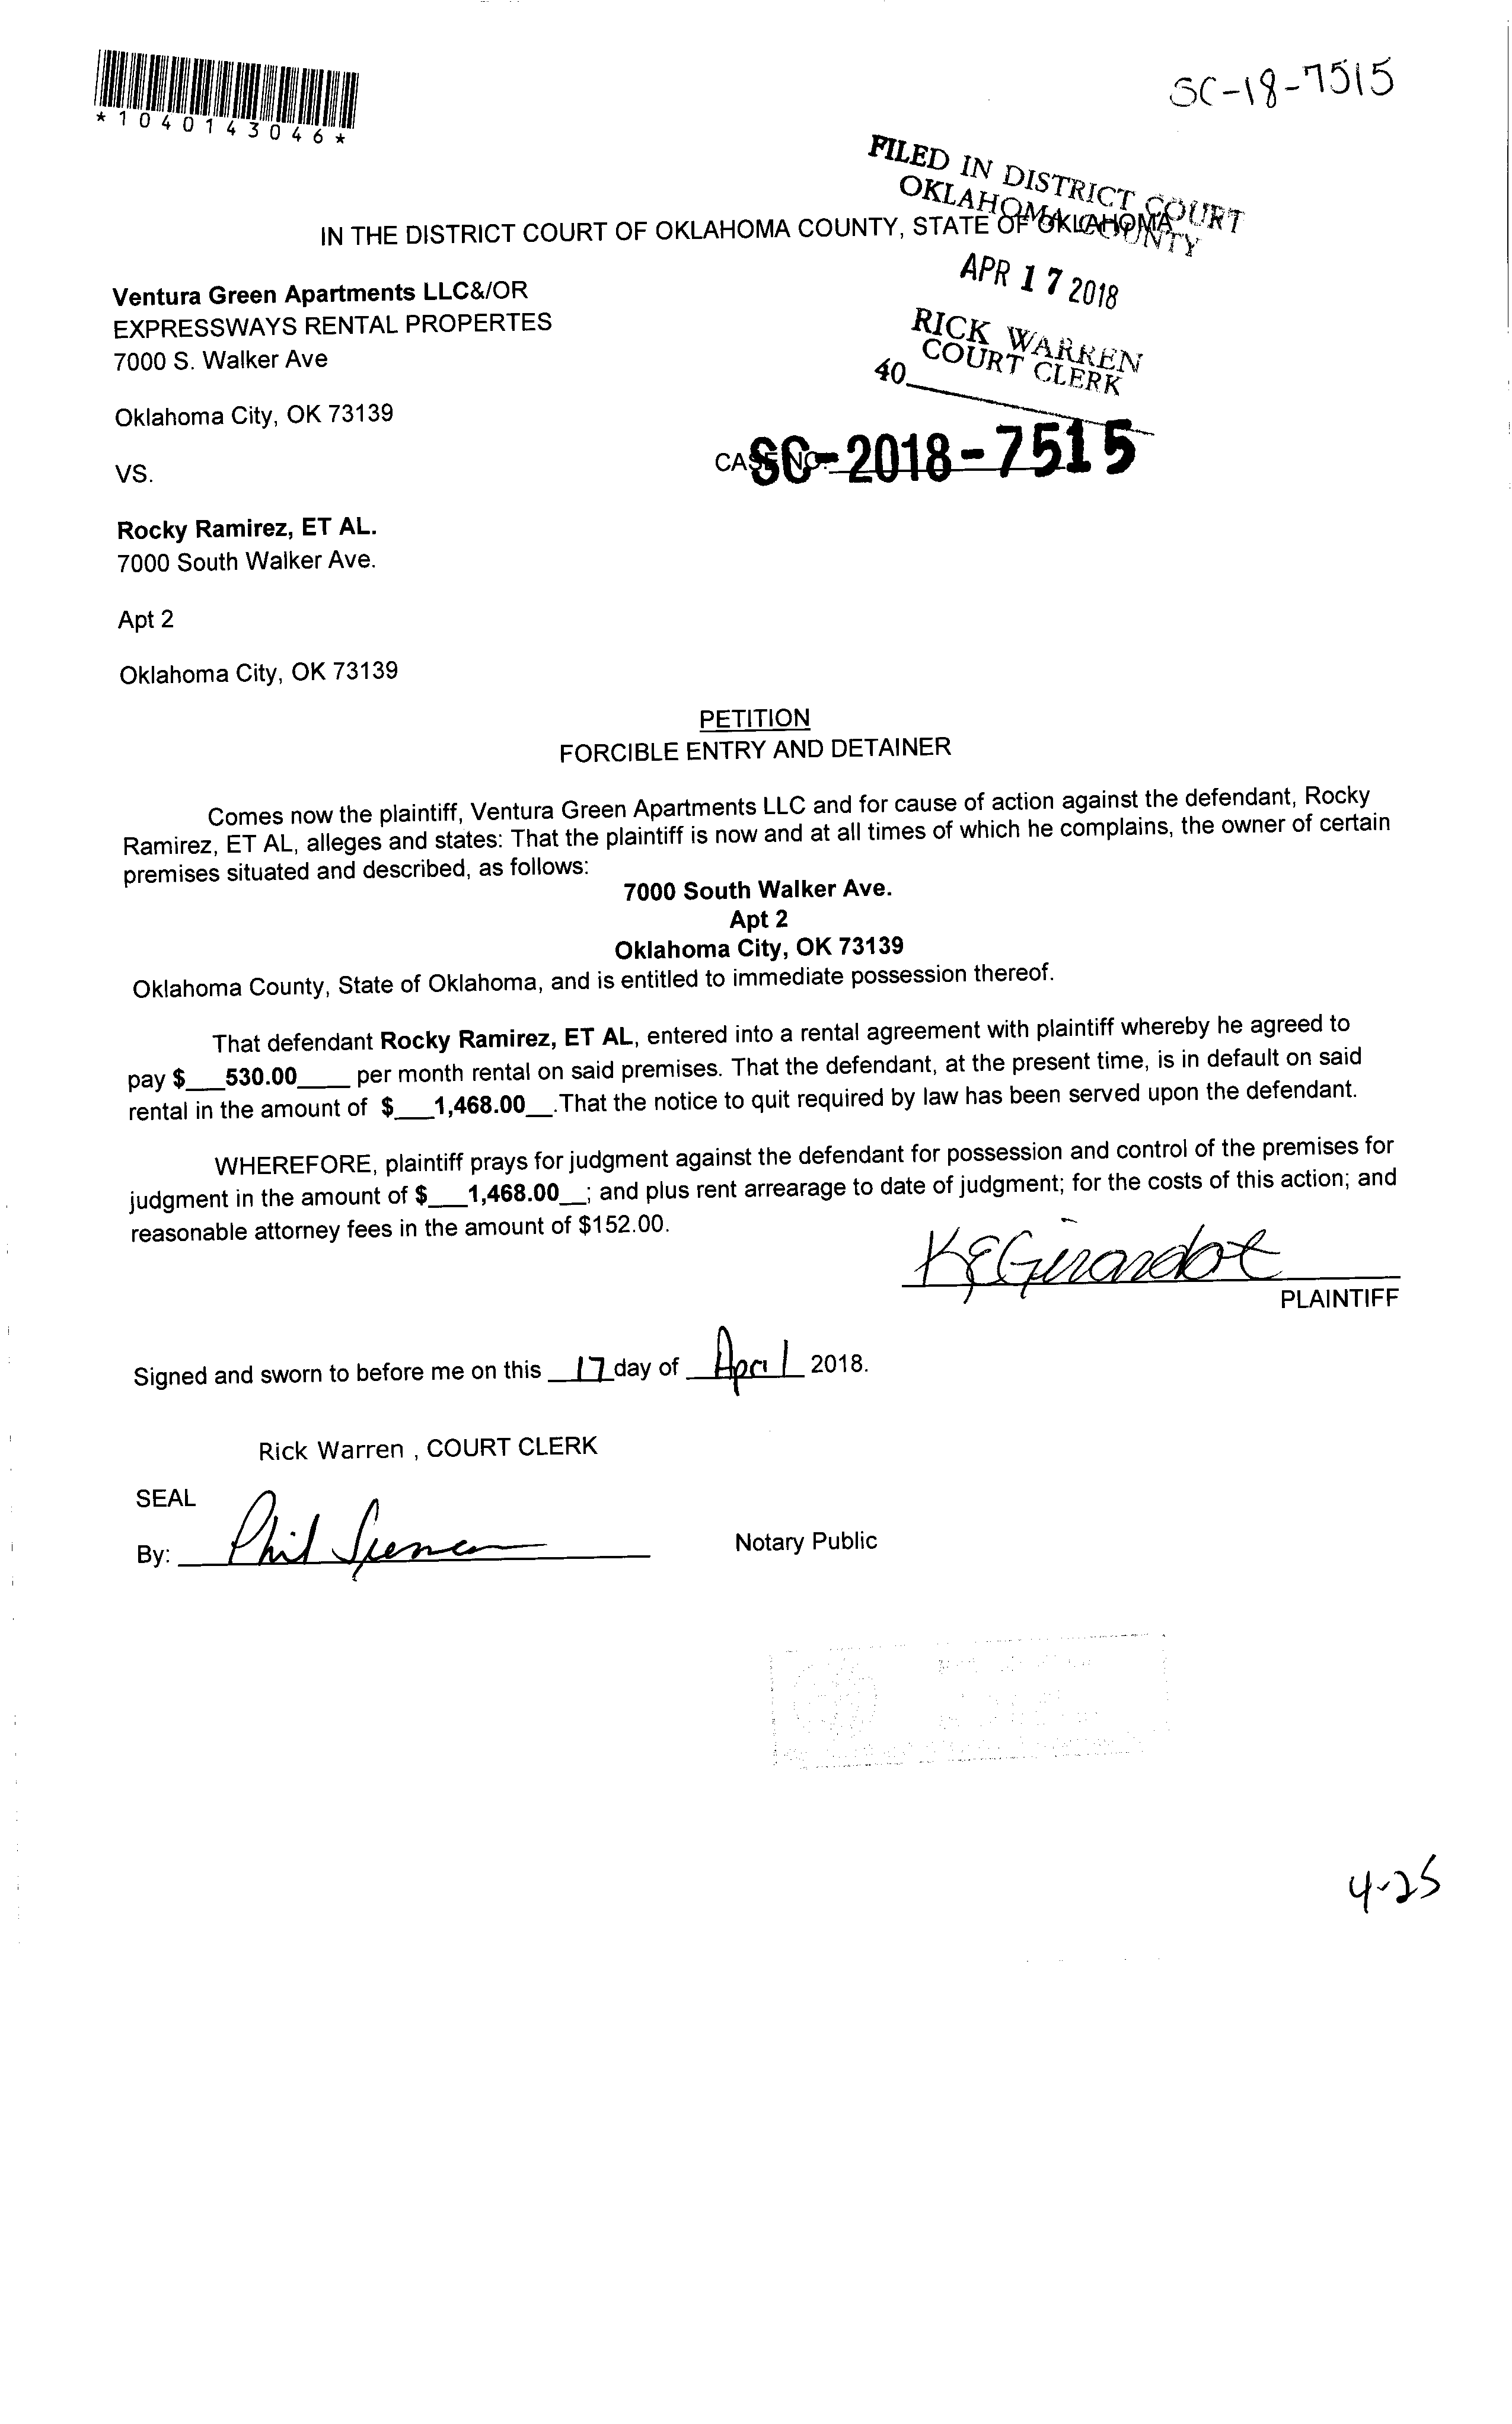 *1040143046*
SC-18-7515
FILED IN DISTRICT COURT
OKLAHOMA COUNTY
IN THE DISTRICT COURT OF OKLAHOMA COUNTY, STATE OF OKLAHOMA
APR 17 2018
RICK WARREN
COURT CLERK
40
Ventura Green Apartments LLC&/OR
EXPRESSWAYS RENTAL PROPERTES
7000 S. Walker Ave
Oklahoma City, OK 73139
CASE NO. SC-2018-7515
VS.
Rocky Ramirez, ET AL.
7000 South Walker Ave.
Apt 2
Oklahoma City, OK 73139
PETITION
FORCIBLE ENTRY AND DETAINER
Comes now the plaintiff, Ventura Green Apartments LLC and for cause of action against the defendant, Rocky
Ramirez, ET AL, alleges and states: That the plaintiff is now and at all times of which he complains, the owner of certain
premises situated and described, as follows:
7000 South Walker Ave.
Apt 2
Oklahoma City, OK 73139
Oklahoma County, State of Oklahoma, and is entitled to immediate possession thereof.
That defendant Rocky Ramirez, ET AL, entered into a rental agreement with plaintiff whereby he agreed to
pay $___530.00____ per month rental on said premises. That the defendant, at the present time, is in default on said
rental in the amount of $___1,468.00__.That the notice to quit required by law has been served upon the defendant.
WHEREFORE, plaintiff prays for judgment against the defendant for possession and control of the premises for
judgment in the amount of $___1,468.00__; and plus rent arrearage to date of judgment; for the costs of this action; and
reasonable attorney fees in the amount of $152.00.
KEGirardot
PLAINTIFF
Signed and sworn to before me on this 17 day of April 2018.
Rick Warren , COURT CLERK
SEAL
By: Phil Spencer
Notary Public
4-25